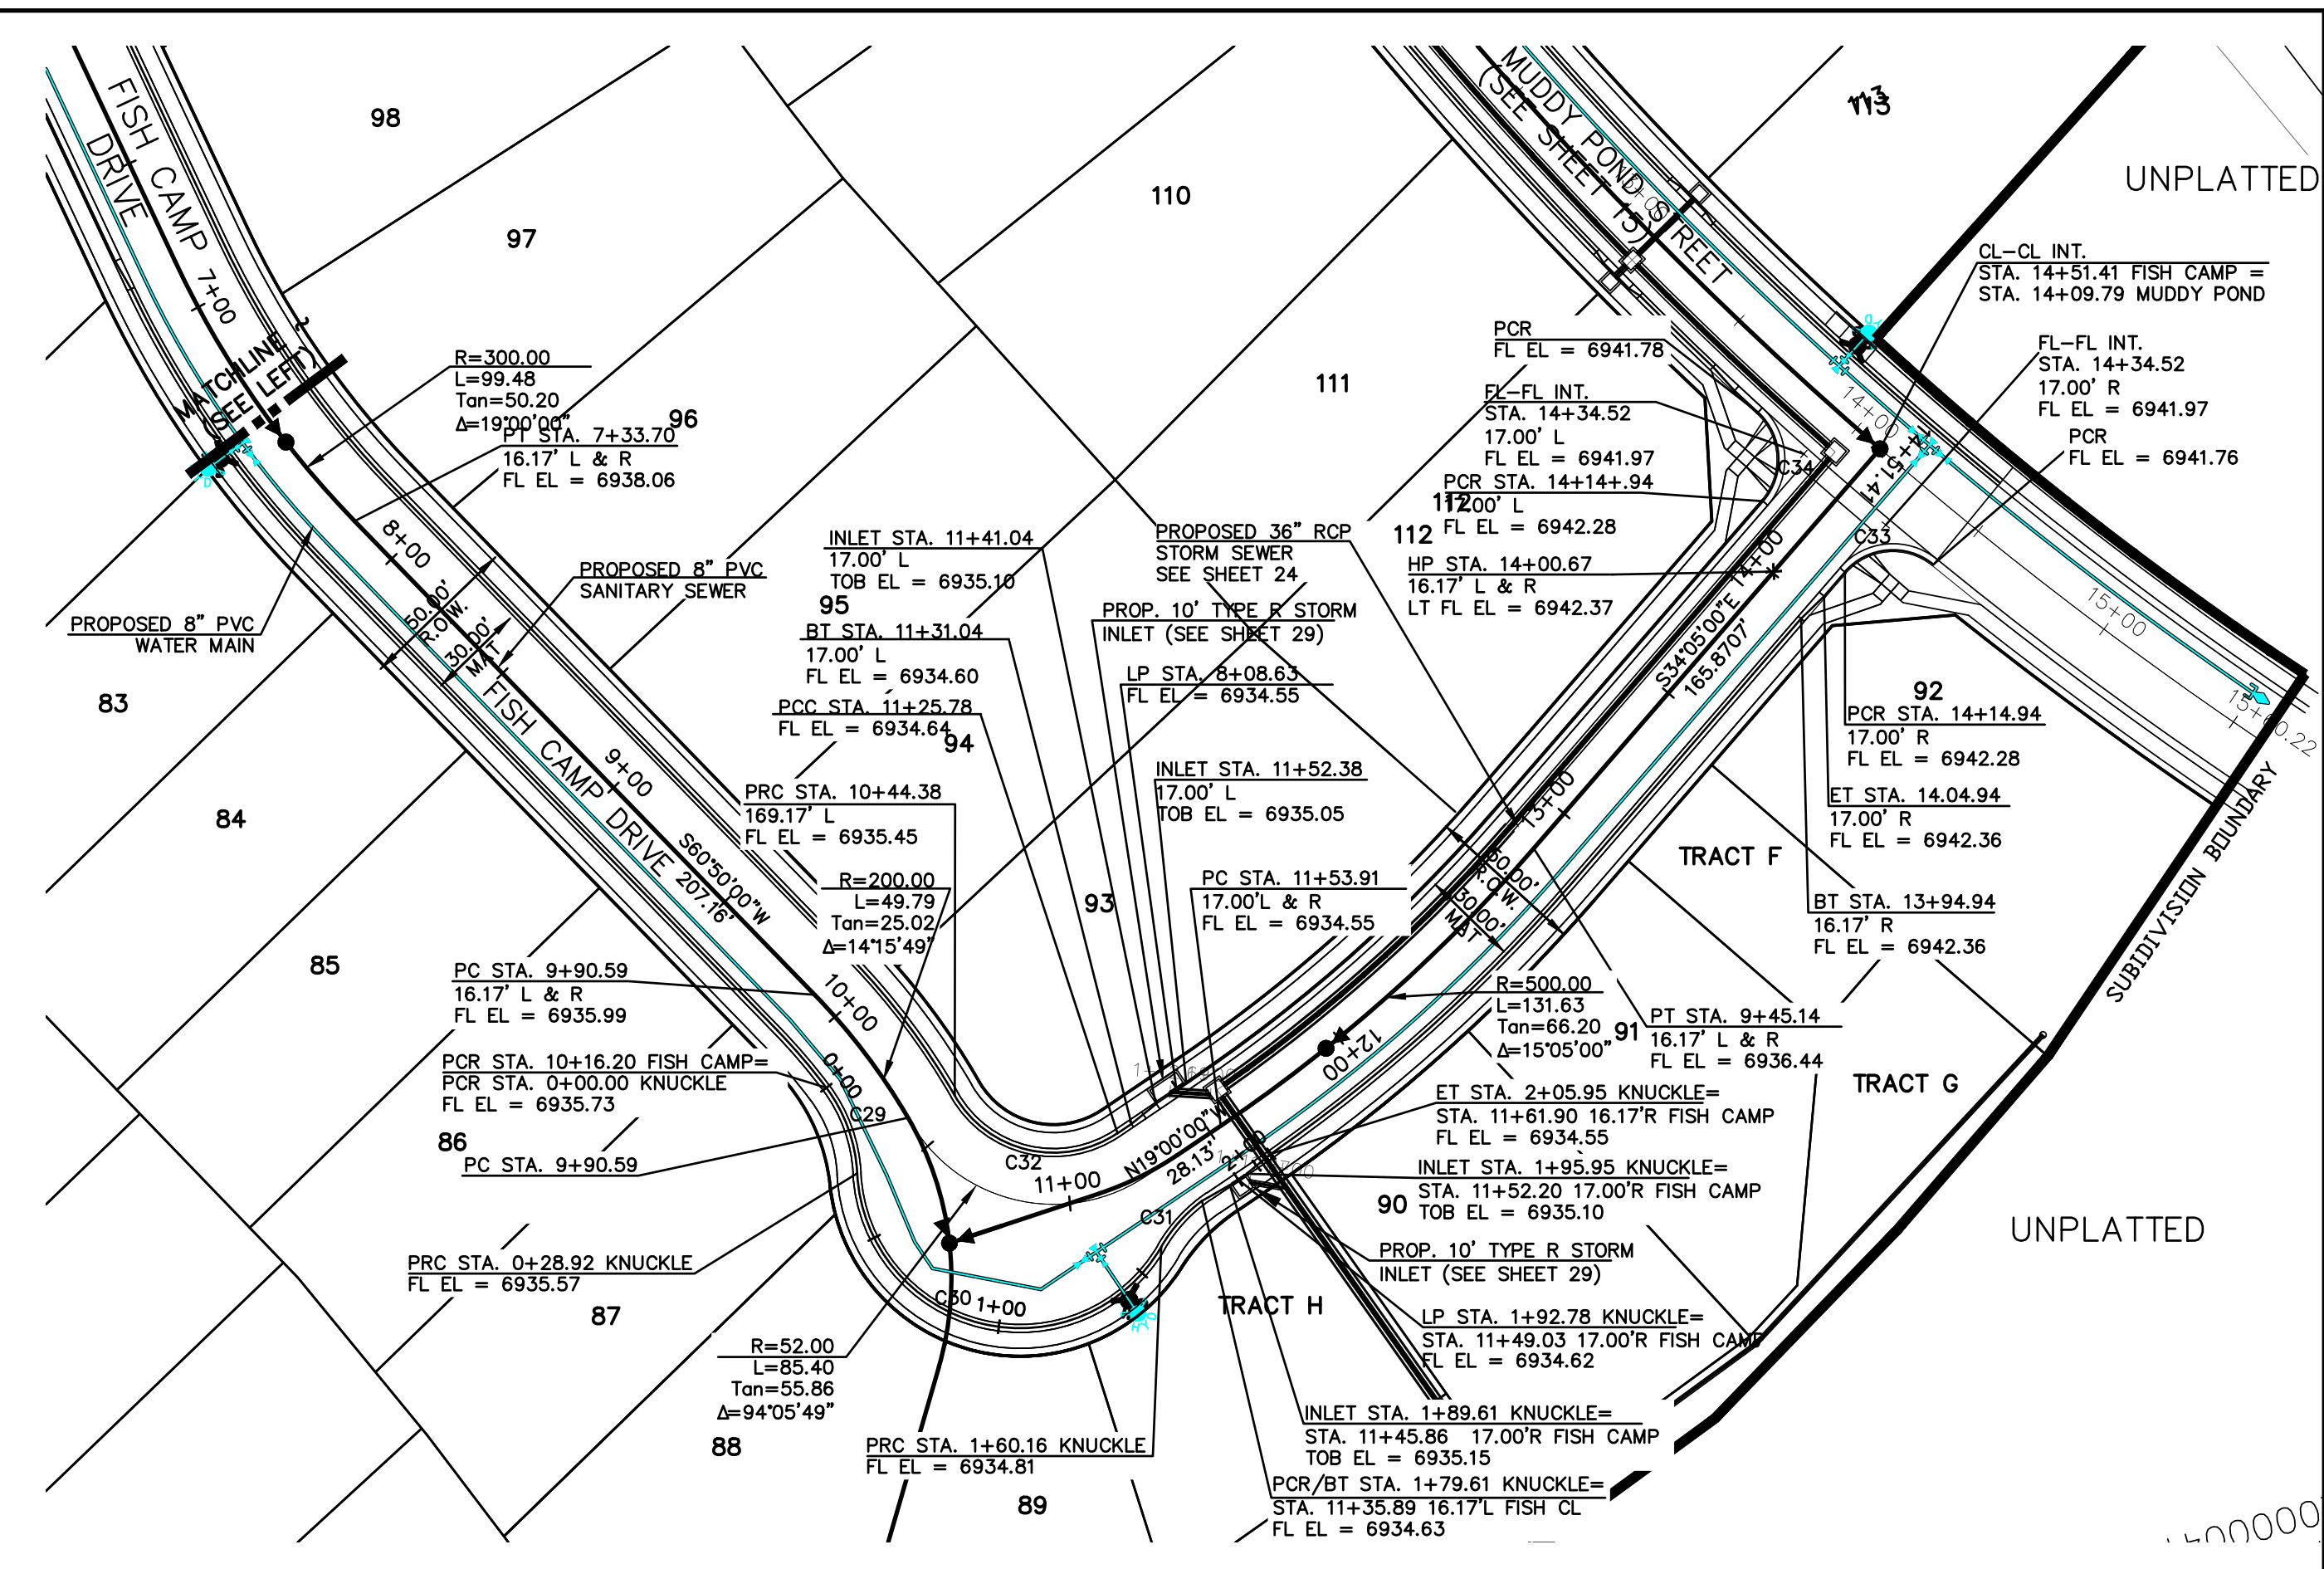 FISH CAMP
DRIVE
7+00
98
97
MATCHLINE 2
(SEE LEFT)
R=300.00
L=99.48
Tan=50.20
Δ=19°00'00"
96
PT STA. 7+33.70
16.17' L & R
FL EL = 6938.06
8+00
PROPOSED 8" PVC
SANITARY SEWER
50.00'
R.O.W.
30.00'
MAT
PROPOSED 8" PVC
WATER MAIN
83
84
85
FISH CAMP DRIVE
9+00
S60°50'00"W
207.16'
10+00
110
111
MUDDY POND STREET
(SEE SHEET 15)
13+00
113
UNPLATTED
CL-CL INT.
STA. 14+51.41 FISH CAMP =
STA. 14+09.79 MUDDY POND
FL-FL INT.
STA. 14+34.52
17.00' R
FL EL = 6941.97
PCR
FL EL = 6941.76
PCR
FL EL = 6941.78
FL-FL INT.
STA. 14+34.52
17.00' L
FL EL = 6941.97
PCR STA. 14+14+.94
17.00' L
FL EL = 6942.28
112
112
HP STA. 14+00.67
16.17' L & R
LT FL EL = 6942.37
C34
14+00
14+51.41
C33
14+00
15+00
15+60.22
S34°05'00"E
165.8707'
INLET STA. 11+41.04
17.00' L
TOB EL = 6935.10
95
BT STA. 11+31.04
17.00' L
FL EL = 6934.60
PCC STA. 11+25.78
FL EL = 6934.64
94
PROPOSED 36" RCP
STORM SEWER
SEE SHEET 24
PROP. 10' TYPE R STORM
INLET (SEE SHEET 29)
LP STA. 8+08.63
FL EL = 6934.55
INLET STA. 11+52.38
17.00' L
TOB EL = 6935.05
PRC STA. 10+44.38
169.17' L
FL EL = 6935.45
R=200.00
L=49.79
Tan=25.02
Δ=14°15'49"
93
PC STA. 11+53.91
17.00'L & R
FL EL = 6934.55
13+00
50.00'
R.O.W.
30.00'
MAT
92
PCR STA. 14+14.94
17.00' R
FL EL = 6942.28
ET STA. 14.04.94
17.00' R
FL EL = 6942.36
TRACT F
BT STA. 13+94.94
16.17' R
FL EL = 6942.36
SUBDIVISION BOUNDARY
PC STA. 9+90.59
16.17' L & R
FL EL = 6935.99
PCR STA. 10+16.20 FISH CAMP=
PCR STA. 0+00.00 KNUCKLE
FL EL = 6935.73
86
PC STA. 9+90.59
0+00
C29
R=500.00
L=131.63
Tan=66.20
Δ=15°05'00"
91
PT STA. 9+45.14
16.17' L & R
FL EL = 6936.44
TRACT G
12+00
ET STA. 2+05.95 KNUCKLE=
STA. 11+61.90 16.17'R FISH CAMP
FL EL = 6934.55
INLET STA. 1+95.95 KNUCKLE=
STA. 11+52.20 17.00'R FISH CAMP
TOB EL = 6935.10
90
PROP. 10' TYPE R STORM
INLET (SEE SHEET 29)
C32
11+00
N19°00'00"W
28.13'
2+00
C31
UNPLATTED
PRC STA. 0+28.92 KNUCKLE
FL EL = 6935.57
87
C30
1+00
TRACT H
LP STA. 1+92.78 KNUCKLE=
STA. 11+49.03 17.00'R FISH CAMP
FL EL = 6934.62
R=52.00
L=85.40
Tan=55.86
Δ=94°05'49"
88
PRC STA. 1+60.16 KNUCKLE
FL EL = 6934.81
INLET STA. 1+89.61 KNUCKLE=
STA. 11+45.86 17.00'R FISH CAMP
TOB EL = 6935.15
89
PCR/BT STA. 1+79.61 KNUCKLE=
STA. 11+35.89 16.17'L FISH CL
FL EL = 6934.63